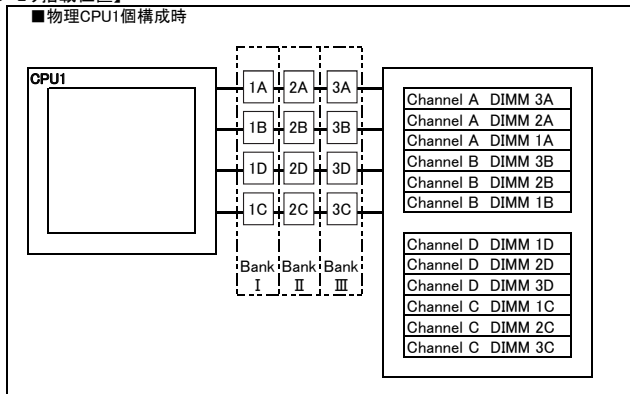 ■物理CPU1個構成時
CPU1
1A 2A 3A
1B 2B 3B
1D 2D 3D
1C 2C 3C
Bank Bank Bank
Ⅰ Ⅱ Ⅲ
Channel A DIMM 3A
Channel A DIMM 2A
Channel A DIMM 1A
Channel B DIMM 3B
Channel B DIMM 2B
Channel B DIMM 1B
Channel D DIMM 1D
Channel D DIMM 2D
Channel D DIMM 3D
Channel C DIMM 1C
Channel C DIMM 2C
Channel C DIMM 3C